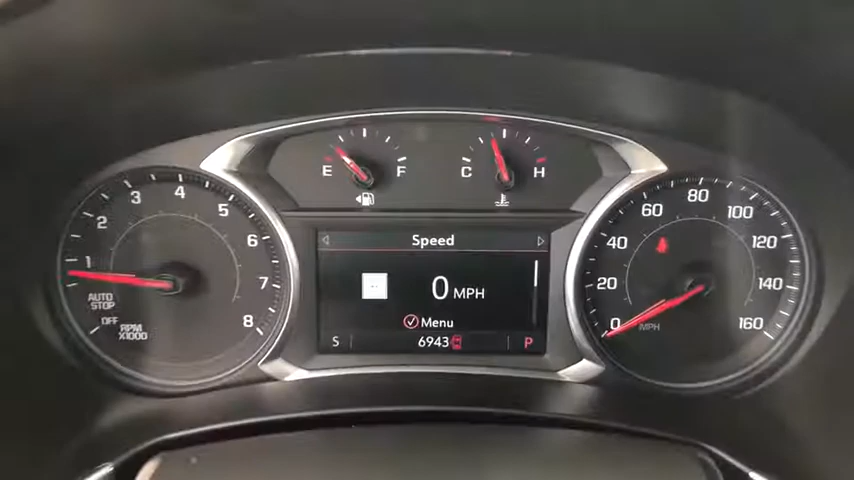 E F
C H
1 2 3 4 5 6 7 8
AUTO
STOP
OFF
RPM
X1000
Speed
0 MPH
Menu
S 6943 P
0 20 40 60 80 100 120 140 160
MPH